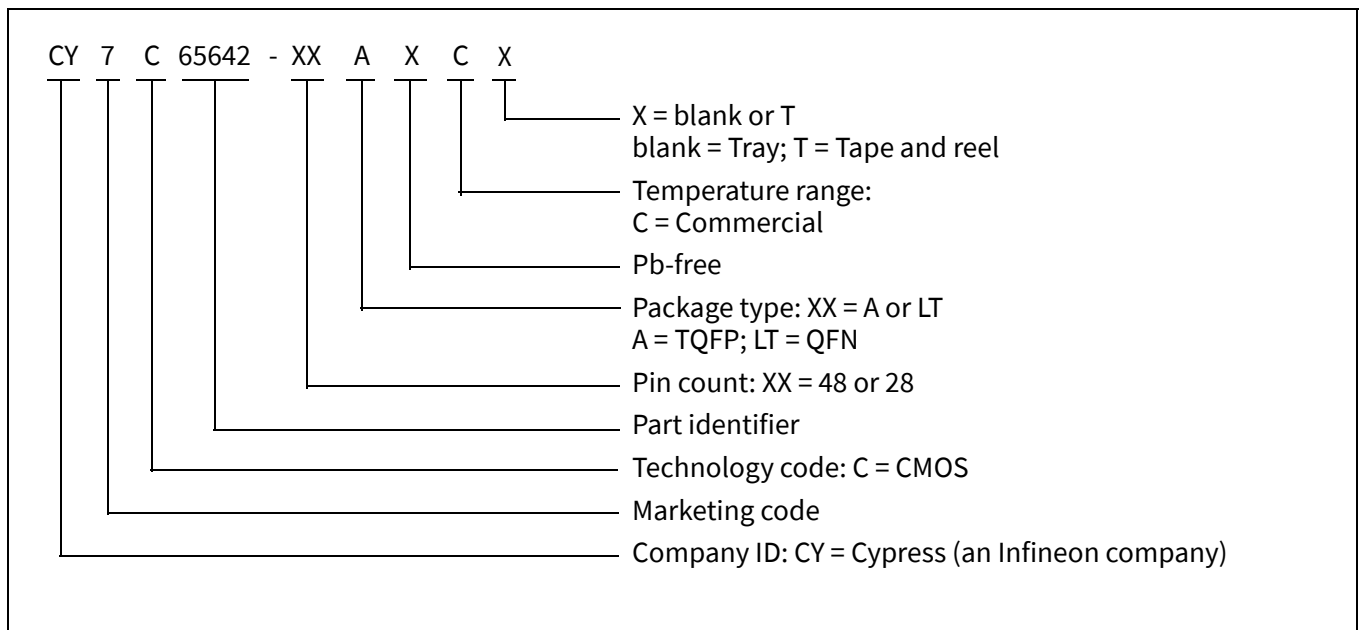 CY 7 C 65642 - XX A X C X
X = blank or T
blank = Tray; T = Tape and reel
Temperature range:
C = Commercial
Pb-free
Package type: XX = A or LT
A = TQFP; LT = QFN
Pin count: XX = 48 or 28
Part identifier
Technology code: C = CMOS
Marketing code
Company ID: CY = Cypress (an Infineon company)